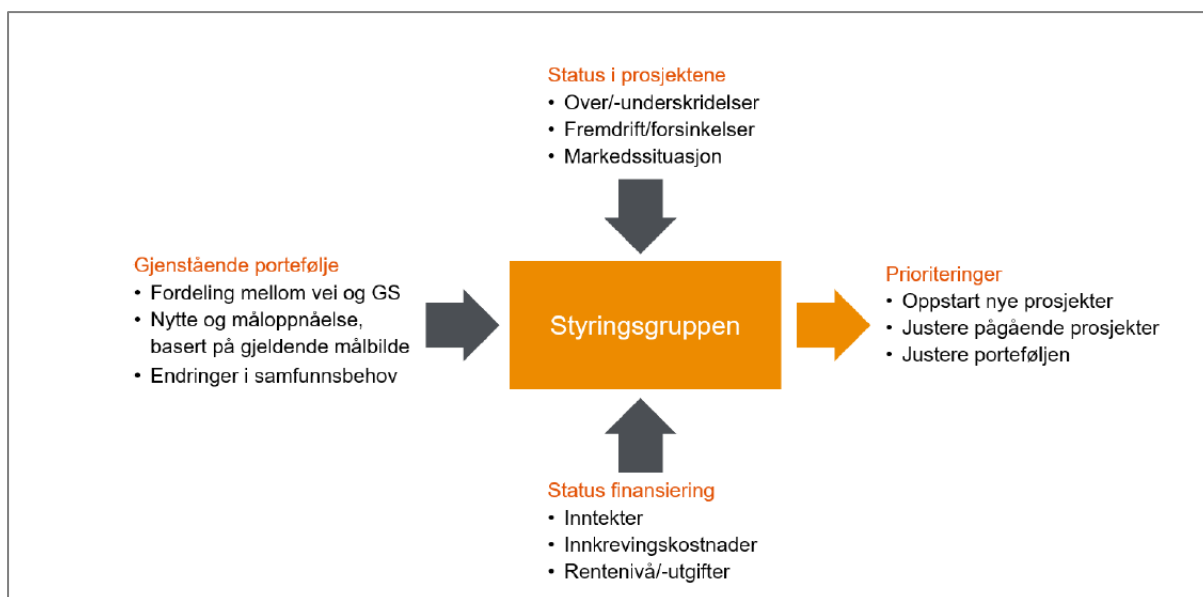 Status i prosjektene
• Over/-underskridelser
• Fremdrift/forsinkelser
• Markedssituasjon
Gjenstående portefølje
• Fordeling mellom vei og GS
• Nytte og måloppnåelse,
basert på gjeldende målbilde
• Endringer i samfunnsbehov
Styringsgruppen
Prioriteringer
• Oppstart nye prosjekter
• Justere pågående prosjekter
• Justere porteføljen
Status finansiering
• Inntekter
• Innkrevingskostnader
• Rentenivå/-utgifter